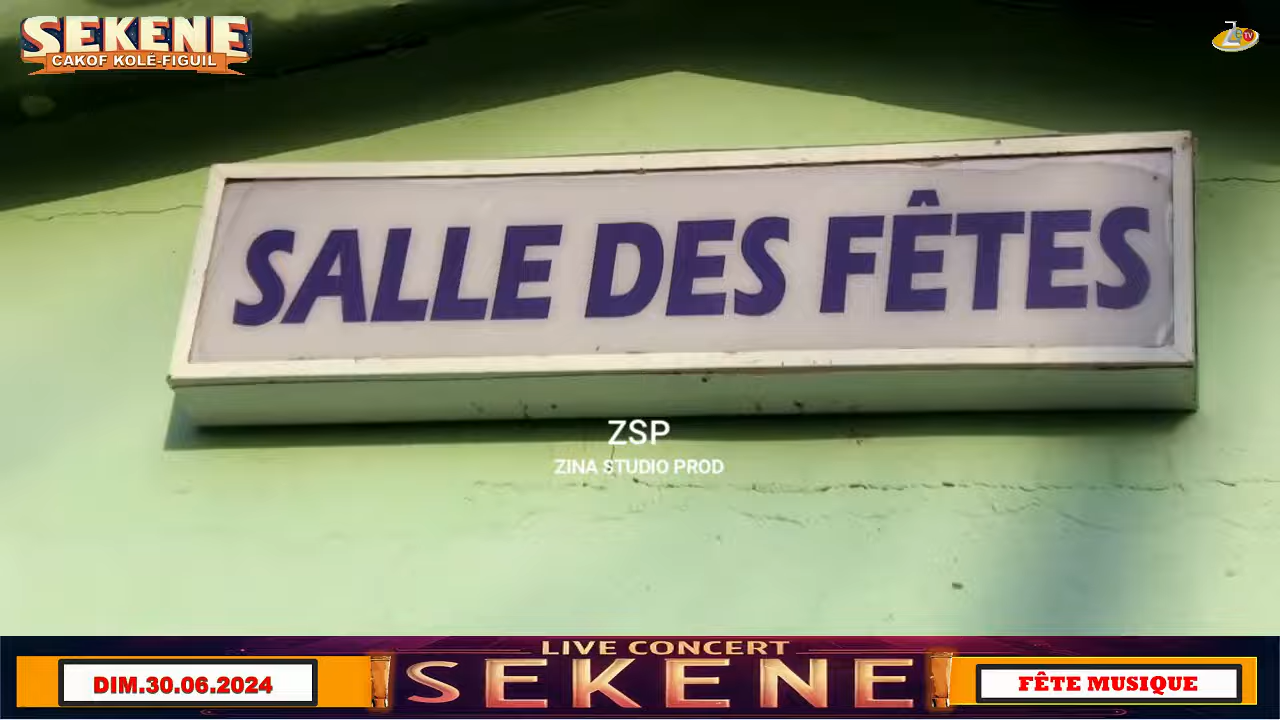 SEKENE
CAKOF KOLÉ-FIGUIL
ZeTV
SALLE DES FÊTES
ZSP
ZINA STUDIO PROD
LIVE CONCERT
SEKENE
DIM.30.06.2024
FÊTE MUSIQUE